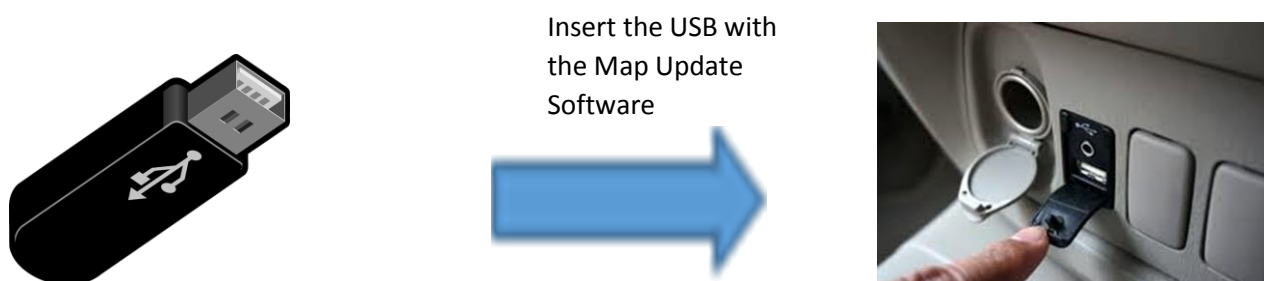 Insert the USB with
the Map Update
Software